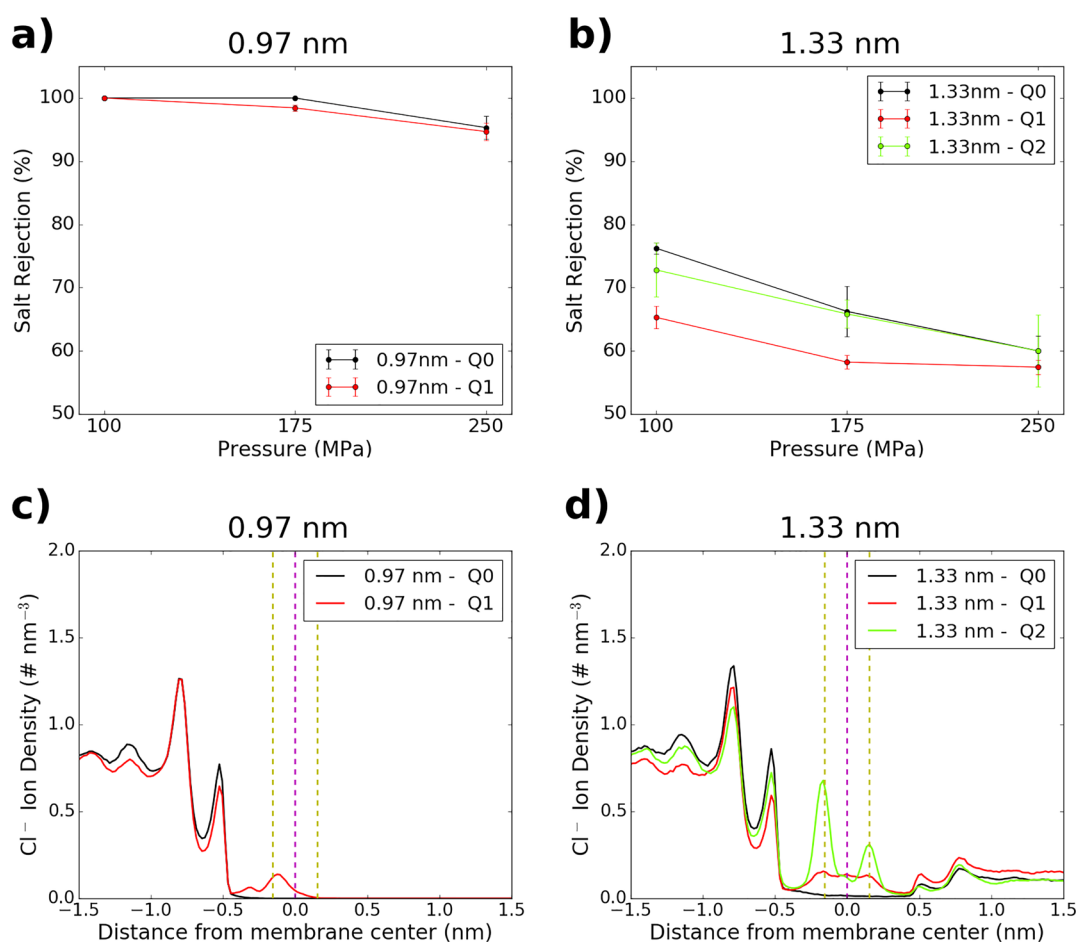 a)
0.97 nm
Salt Rejection (%)
100
90
80
70
60
50
0.97nm - Q0
0.97nm - Q1
100
175
250
Pressure (MPa)
b)
1.33 nm
Salt Rejection (%)
100
90
80
70
60
50
1.33nm - Q0
1.33nm - Q1
1.33nm - Q2
100
175
250
Pressure (MPa)
c)
0.97 nm
Cl⁻ Ion Density (# nm⁻³)
2.0
1.5
1.0
0.5
0.0
0.97 nm - Q0
0.97 nm - Q1
−1.5
−1.0
−0.5
0.0
0.5
1.0
1.5
Distance from membrane center (nm)
d)
1.33 nm
Cl⁻ Ion Density (# nm⁻³)
2.0
1.5
1.0
0.5
0.0
1.33 nm - Q0
1.33 nm - Q1
1.33 nm - Q2
−1.5
−1.0
−0.5
0.0
0.5
1.0
1.5
Distance from membrane center (nm)